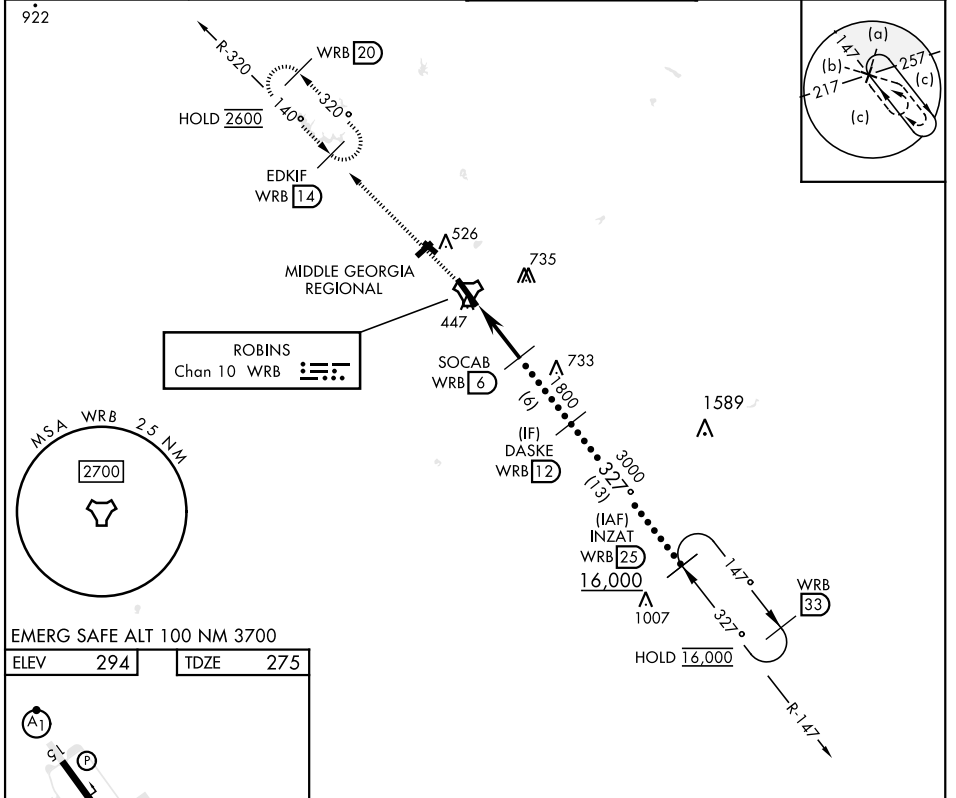 922
R-320
WRB 20
320°
140°
HOLD 2600
EDKIF
WRB 14
147
(a)
(b)
257
(c)
217
(c)
526
MIDDLE GEORGIA
REGIONAL
735
447
ROBINS
Chan 10 WRB
SOCAB
WRB 6
733
1800
(6)
1589
(IF)
DASKE
WRB 12
3000
327°
(13)
MSA WRB 25 NM
2700
(IAF)
INZAT
WRB 25
16,000
1007
147°
WRB
33
327°
HOLD 16,000
R-147
EMERG SAFE ALT 100 NM 3700
ELEV 294
TDZE 275
A1
P
15